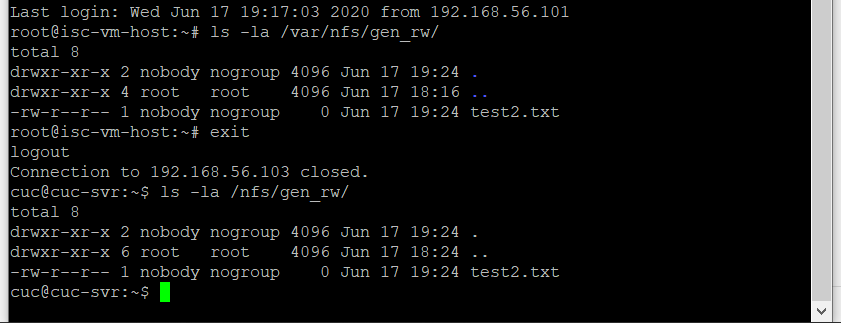 Last login: Wed Jun 17 19:17:03 2020 from 192.168.56.101
root@isc-vm-host:~# ls -la /var/nfs/gen_rw/
total 8
drwxr-xr-x 2 nobody nogroup 4096 Jun 17 19:24 .
drwxr-xr-x 4 root   root    4096 Jun 17 18:16 ..
-rw-r--r-- 1 nobody nogroup    0 Jun 17 19:24 test2.txt
root@isc-vm-host:~# exit
logout
Connection to 192.168.56.103 closed.
cuc@cuc-svr:~$ ls -la /nfs/gen_rw/
total 8
drwxr-xr-x 2 nobody nogroup 4096 Jun 17 19:24 .
drwxr-xr-x 6 root   root    4096 Jun 17 18:24 ..
-rw-r--r-- 1 nobody nogroup    0 Jun 17 19:24 test2.txt
cuc@cuc-svr:~$